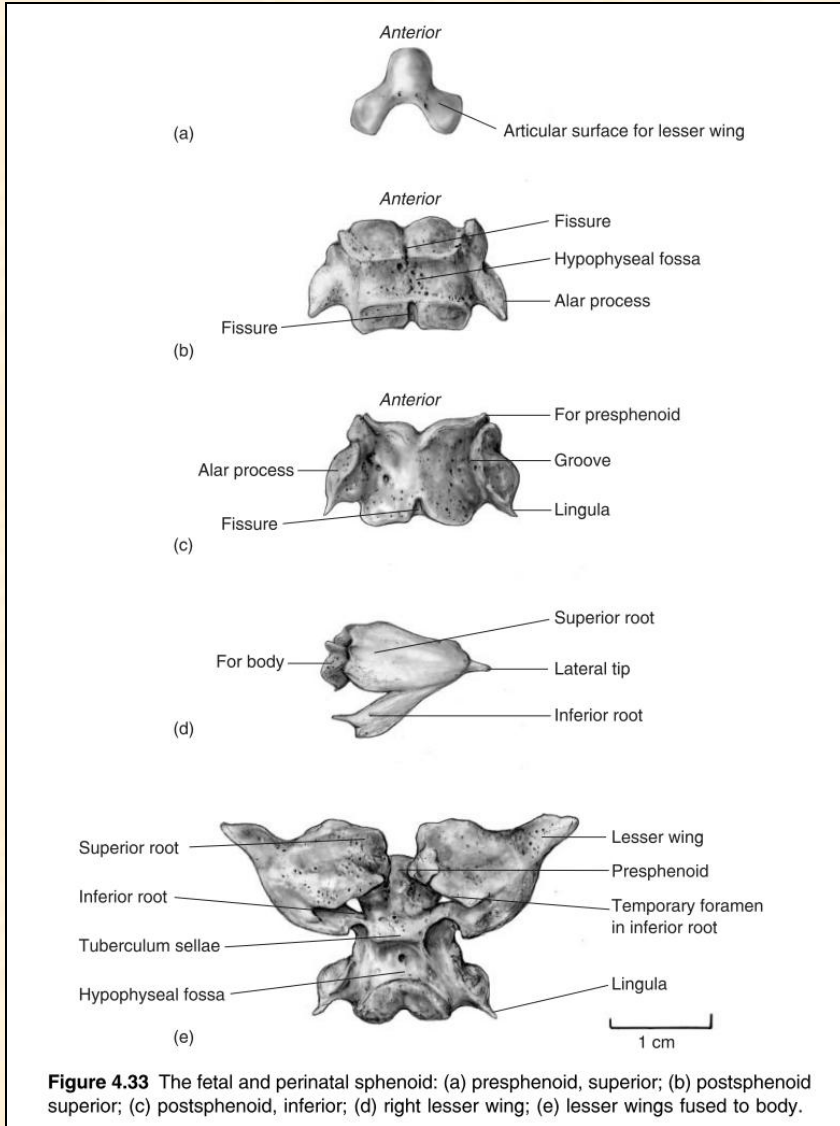 Anterior
Articular surface for lesser wing
(a)
Anterior
Fissure
Hypophyseal fossa
Alar process
Fissure
(b)
Anterior
For presphenoid
Groove
Alar process
Lingula
Fissure
(c)
Superior root
For body
Lateral tip
Inferior root
(d)
Superior root
Lesser wing
Presphenoid
Inferior root
Temporary foramen
in inferior root
Tuberculum sellae
Hypophyseal fossa
Lingula
(e)
1 cm
Figure 4.33 The fetal and perinatal sphenoid: (a) presphenoid, superior; (b) postsphenoid
superior; (c) postsphenoid, inferior; (d) right lesser wing; (e) lesser wings fused to body.